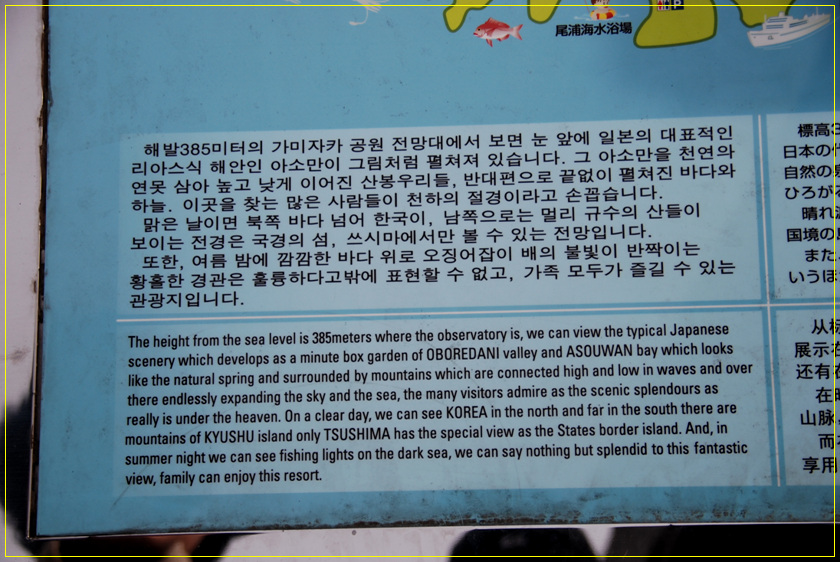 尾浦海水浴場
P
해발385미터의 가미자카 공원 전망대에서 보면 눈 앞에 일본의 대표적인
리아스식 해안인 아소만이 그림처럼 펼쳐져 있습니다. 그 아소만을 천연의
연못 삼아 높고 낮게 이어진 산봉우리들, 반대편으로 끝없이 펼쳐진 바다와
하늘. 이곳을 찾는 많은 사람들이 천하의 절경이라고 손꼽습니다.
맑은 날이면 북쪽 바다 넘어 한국이, 남쪽으로는 멀리 규수의 산들이
보이는 전경은 국경의 섬, 쓰시마에서만 볼 수 있는 전망입니다.
또한, 여름 밤에 깜깜한 바다 위로 오징어잡이 배의 불빛이 반짝이는
황홀한 경관은 훌륭하다고밖에 표현할 수 없고, 가족 모두가 즐길 수 있는
관광지입니다.
The height from the sea level is 385meters where the observatory is, we can view the typical Japanese
scenery which develops as a minute box garden of OBOREDANI valley and ASOUWAN bay which looks
like the natural spring and surrounded by mountains which are connected high and low in waves and over
there endlessly expanding the sky and the sea, the many visitors admire as the scenic splendours as
really is under the heaven. On a clear day, we can see KOREA in the north and far in the south there are
mountains of KYUSHU island only TSUSHIMA has the special view as the States border island. And, in
summer night we can see fishing lights on the dark sea, we can say nothing but splendid to this fantastic
view, family can enjoy this resort.
標高
日本の
自然の
ひろが
晴れ
国境の
また
いうほ
从
展示
还有
在
山脉
而
享用